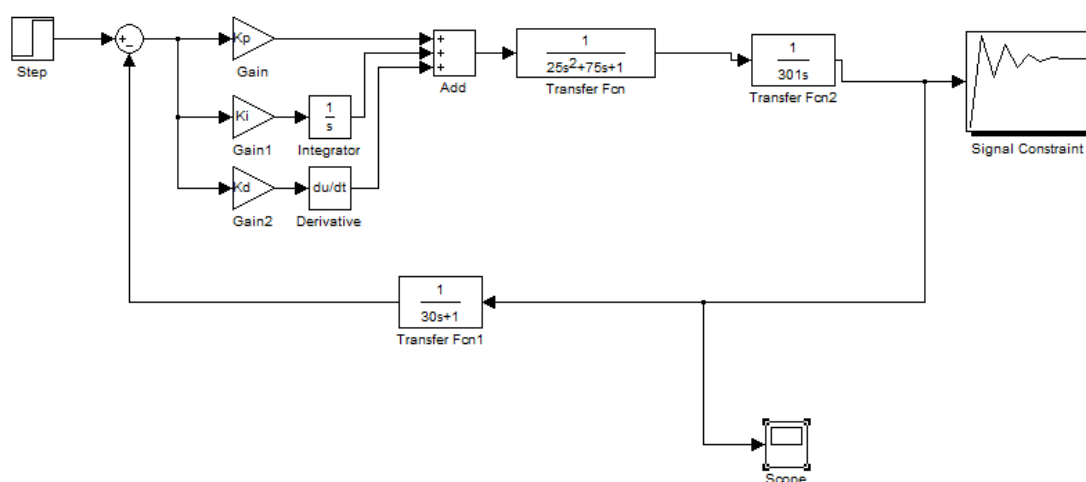 Step
+
−
Kp
Gain
Ki
Gain1
1
s
Integrator
Kd
Gain2
du/dt
Derivative
+
+
+
Add
1
25s²+75s+1
Transfer Fcn
1
301s
Transfer Fcn2
Signal Constraint
1
30s+1
Transfer Fcn1
Scope